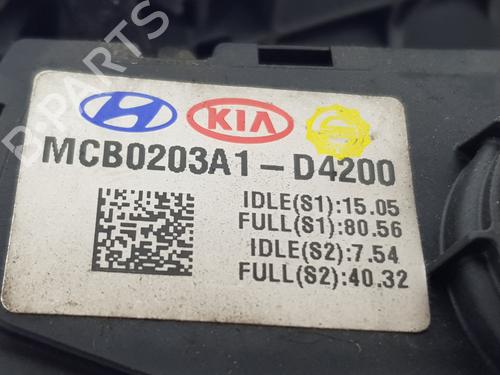 B-PARTS
KIA
MCB0203A1-D4200
IDLE(S1):15.05
FULL(S1):80.56
IDLE(S2):7.54
FULL(S2):40.32